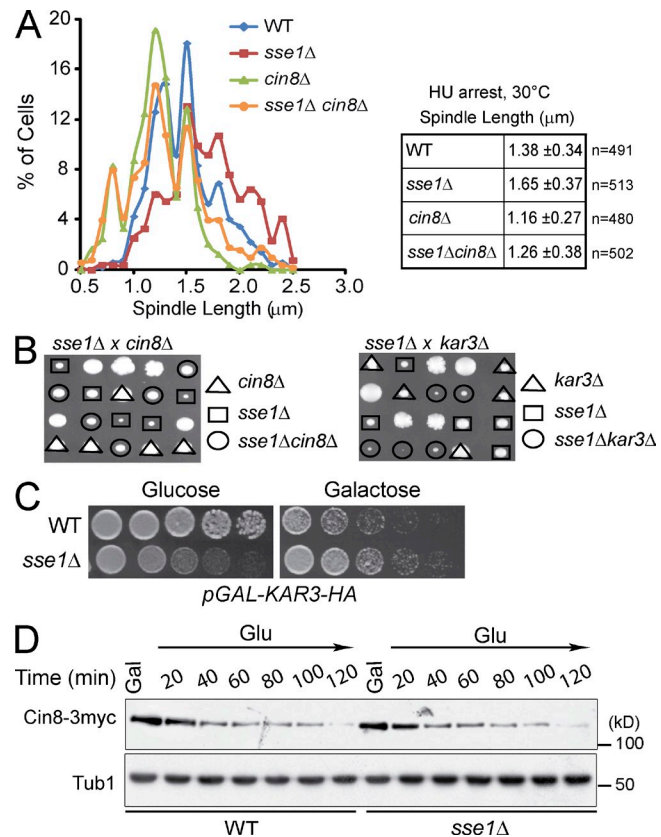 A
20
16
12
8
4
0
% of Cells
0.5 1.0 1.5 2.0 2.5 3.0
Spindle Length (μm)
WT
sse1Δ
cin8Δ
sse1Δ cin8Δ
HU arrest, 30°C
Spindle Length (μm)
WT 1.38 ±0.34 n=491
sse1Δ 1.65 ±0.37 n=513
cin8Δ 1.16 ±0.27 n=480
sse1Δcin8Δ 1.26 ±0.38 n=502
B
sse1Δ x cin8Δ
cin8Δ
sse1Δ
sse1Δcin8Δ
sse1Δ x kar3Δ
kar3Δ
sse1Δ
sse1Δkar3Δ
C
Glucose Galactose
WT
sse1Δ
pGAL-KAR3-HA
D
Glu Glu
Time (min) Gal 20 40 60 80 100 120 Gal 20 40 60 80 100 120
Cin8-3myc
(kD)
100
Tub1
50
WT sse1Δ